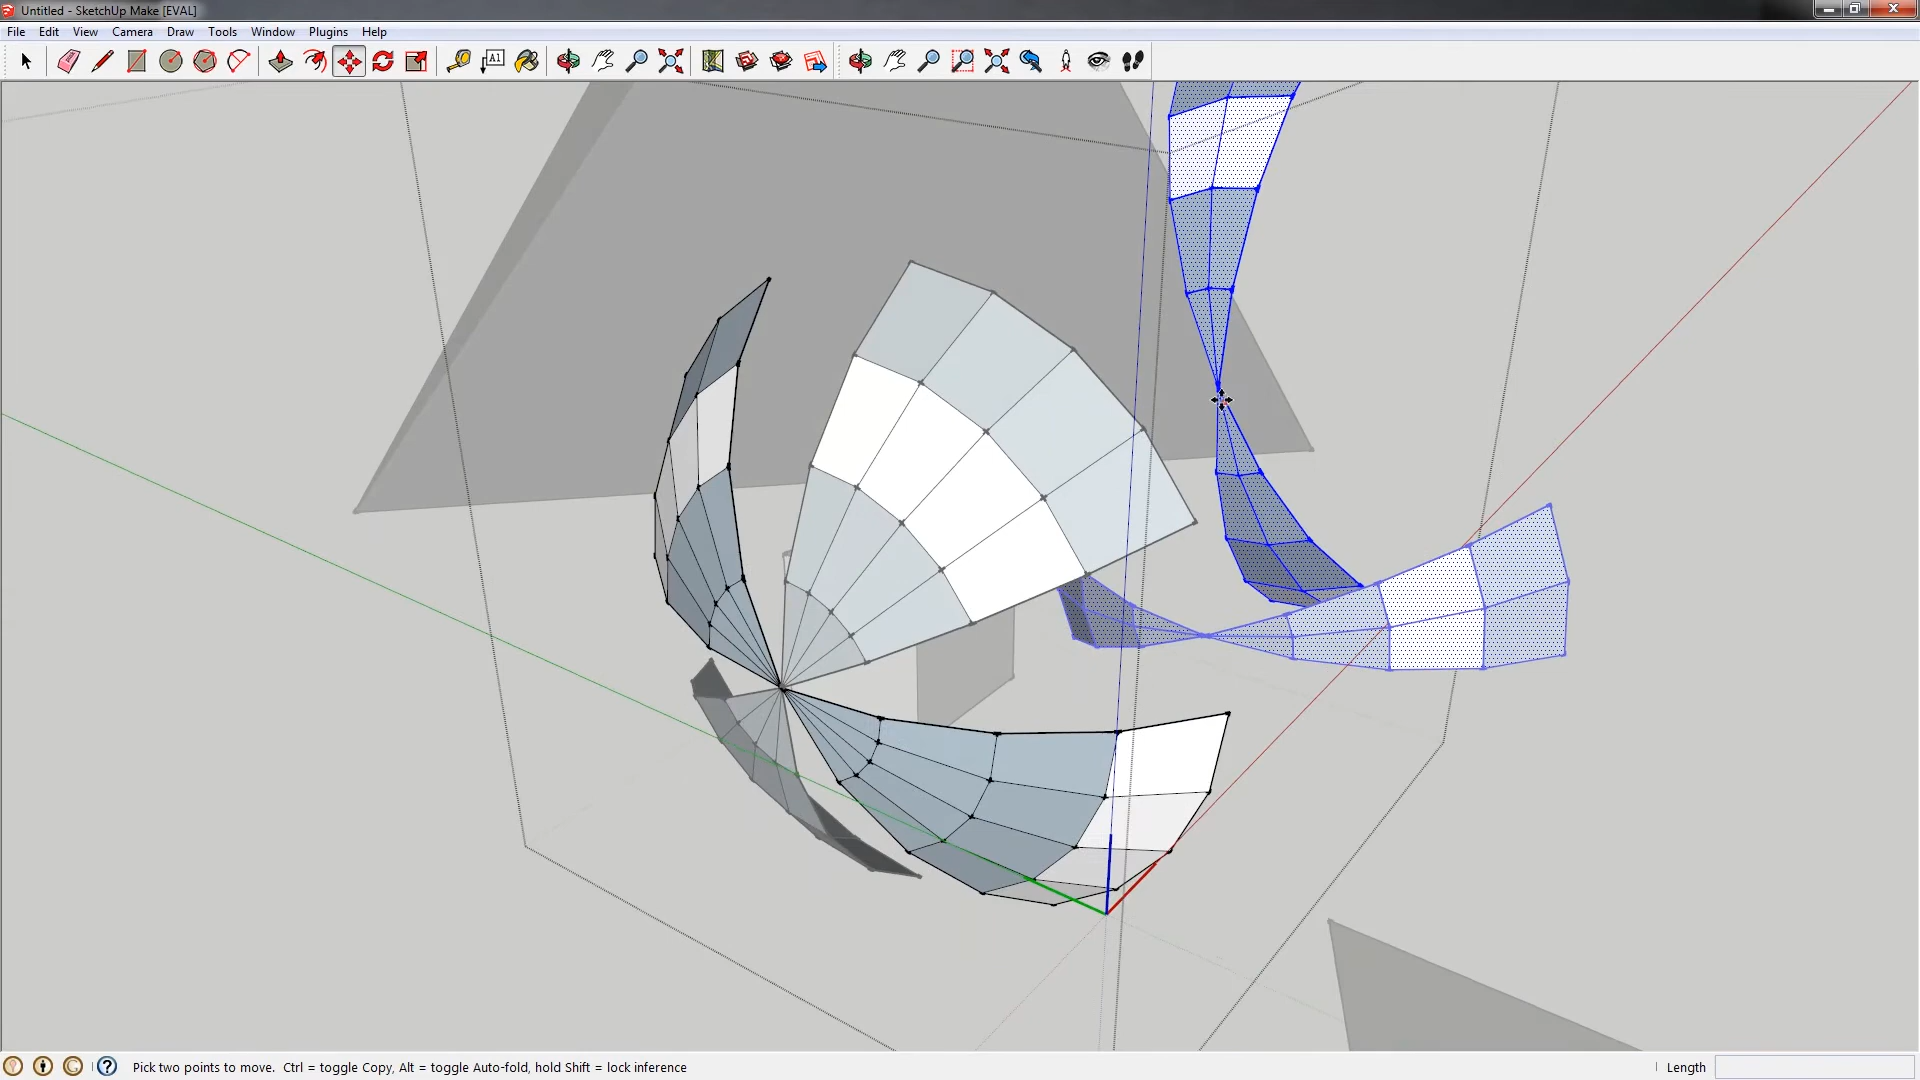 Untitled - SketchUp Make [EVAL]
File Edit View Camera Draw Tools Window Plugins Help
A1
Pick two points to move. Ctrl = toggle Copy, Alt = toggle Auto-fold, hold Shift = lock inference
Length